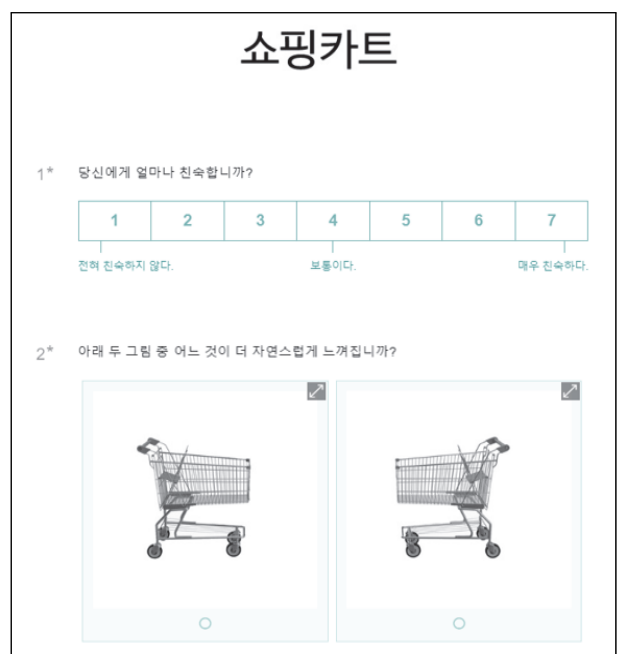 쇼핑카트
1* 당신에게 얼마나 친숙합니까?
1 2 3 4 5 6 7
전혀 친숙하지 않다. 보통이다. 매우 친숙하다.
2* 아래 두 그림 중 어느 것이 더 자연스럽게 느껴집니까?